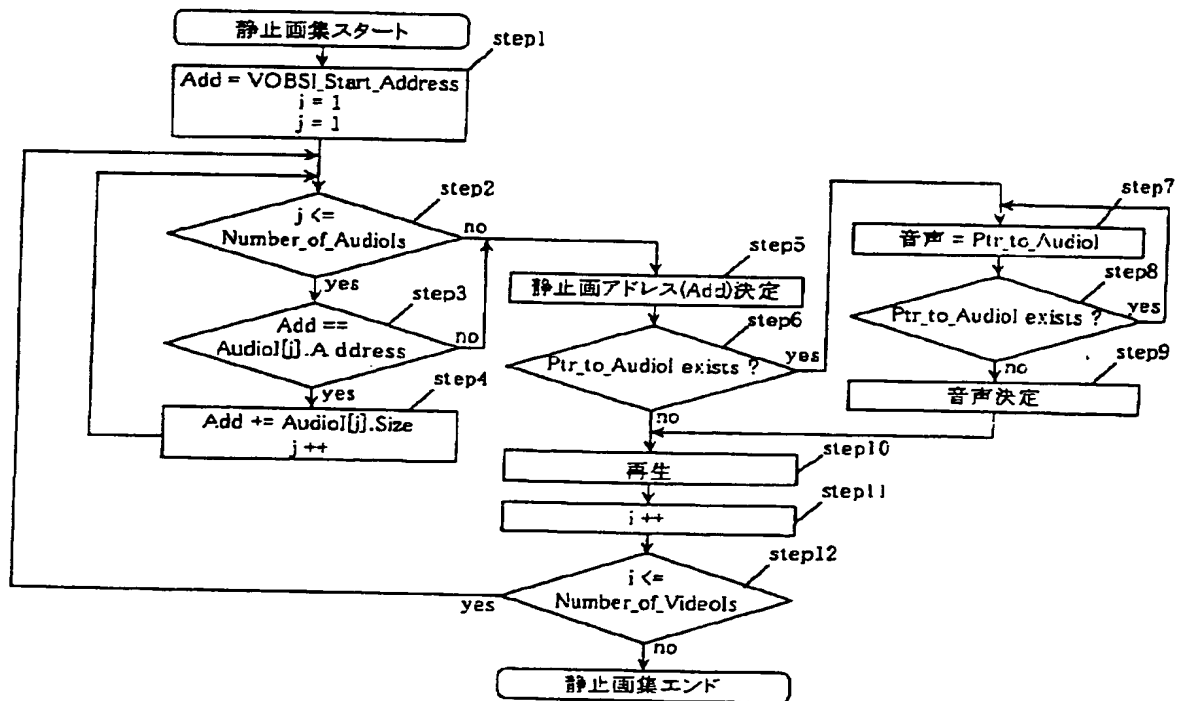 静止画集スタート
step1
Add = VOBSI_Start_Address
i = 1
j = 1
step2
j <=
Number_of_AudioIs
no
yes
step3
Add ==
AudioI[j].A ddress
no
yes
step4
Add += AudioI[j].Size
j ++
step5
静止画アドレス(Add)決定
step6
Ptr_to_AudioI exists ?
yes
no
step7
音声 = Ptr_to_AudioI
step8
Ptr_to_AudioI exists ?
yes
no
step9
音声決定
step10
再生
step11
i ++
step12
i <=
Number_of_VideoIs
yes
no
静止画集エンド